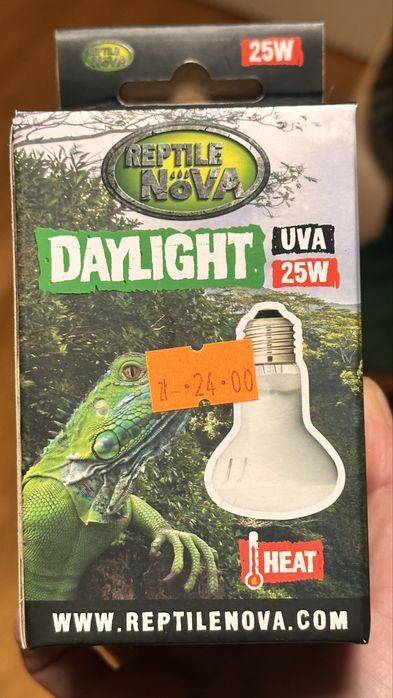 REPTILE
NOVA
25W
REPTILE
NOVA
DAYLIGHT
UVA
25W
24.00
HEAT
WWW.REPTILENOVA.COM